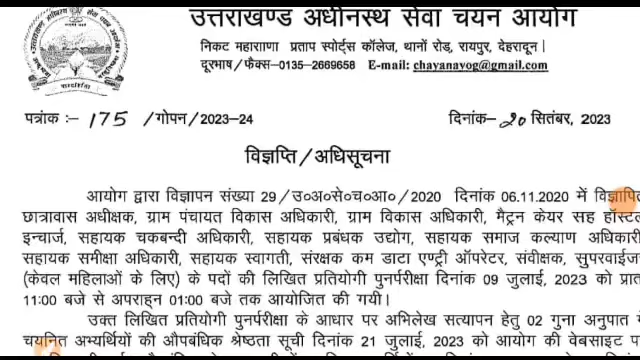 उत्तराखण्ड अधीनस्थ सेवा चयन आयोग
निकट महाराणा प्रताप स्पोर्ट्स कॉलेज, थानों रोड़, रायपुर, देहरादून।
दूरभाष/फैक्स-0135-2669658 E-mail: chayanayog@gmail.com
पत्रांक :- 175 /गोपन/2023-24 दिनांक- 20 सितंबर, 2023
विज्ञप्ति/अधिसूचना
आयोग द्वारा विज्ञापन संख्या 29/उ०अ०से०च०आ०/2020 दिनांक 06.11.2020 में विज्ञापित
छात्रावास अधीक्षक, ग्राम पंचायत विकास अधिकारी, ग्राम विकास अधिकारी, मैट्रन केयर सह हॉस्टल
इन्चार्ज, सहायक चकबन्दी अधिकारी, सहायक प्रबंधक उद्योग, सहायक समाज कल्याण अधिकारी
सहायक समीक्षा अधिकारी, सहायक स्वागती, संरक्षक कम डाटा एण्ट्री ऑपरेटर, संवीक्षक, सुपरवाईजर
(केवल महिलाओं के लिए) के पदों की लिखित प्रतियोगी पुनर्परीक्षा दिनांक 09 जुलाई, 2023 को प्रात
11:00 बजे से अपराह्न 01:00 बजे तक आयोजित की गयी।
उक्त लिखित प्रतियोगी पुनर्परीक्षा के आधार पर अभिलेख सत्यापन हेतु 02 गुना अनुपात में
चयनित अभ्यर्थियों की औपबंधिक श्रेष्ठता सूची दिनांक 21 जुलाई, 2023 को आयोग की वेबसाइट पर